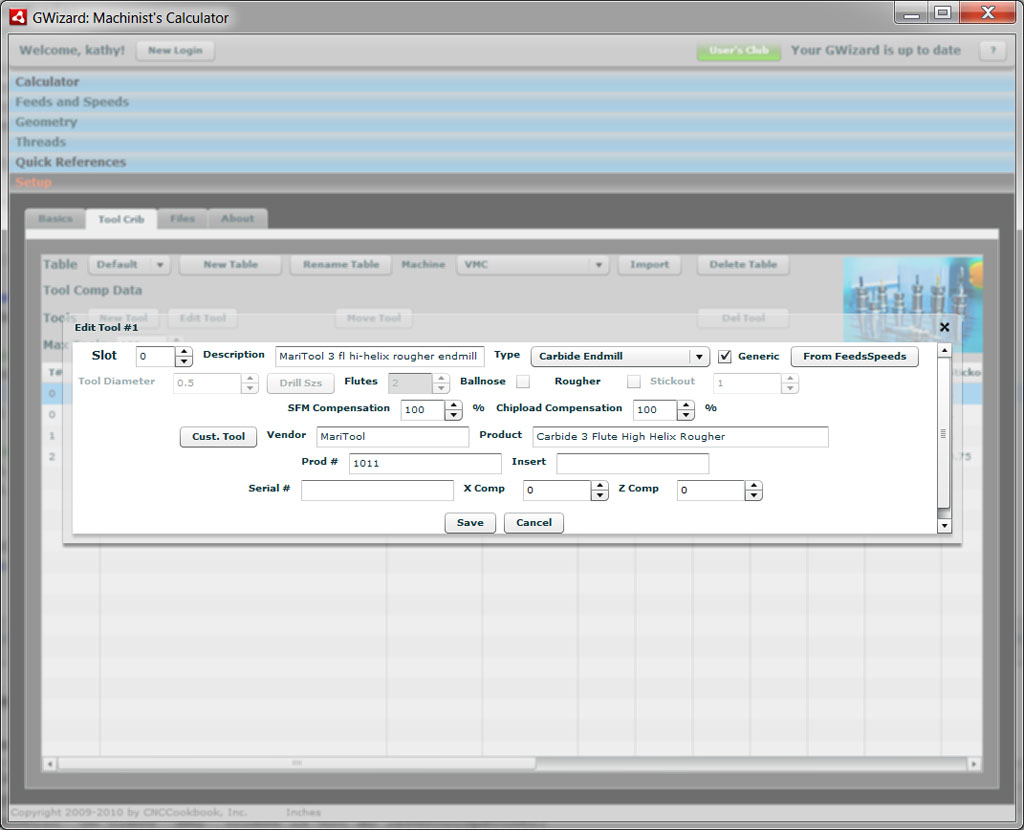 GWizard: Machinist's Calculator
Welcome, kathy! New Login User's Club Your GWizard is up to date ?
Calculator
Feeds and Speeds
Geometry
Threads
Quick References
Setup
Basics Tool Crib Files About
Table Default New Table Rename Table Machine VMC Import Delete Table
Tool Comp Data
Tools New Tool Edit Tool Move Tool Del Tool
Edit Tool #1
Slot 0 Description MariTool 3 fl hi-helix rougher endmill Type Carbide Endmill Generic From FeedsSpeeds
Tool Diameter 0.5 Drill Szs Flutes 2 Ballnose Rougher Stickout 1
SFM Compensation 100 % Chipload Compensation 100 %
Cust. Tool Vendor MariTool Product Carbide 3 Flute High Helix Rougher
Prod # 1011 Insert
Serial # X Comp 0 Z Comp 0
Save Cancel
T#
0
0
1
2
Copyright 2009-2010 by CNCCookbook, Inc. Inches